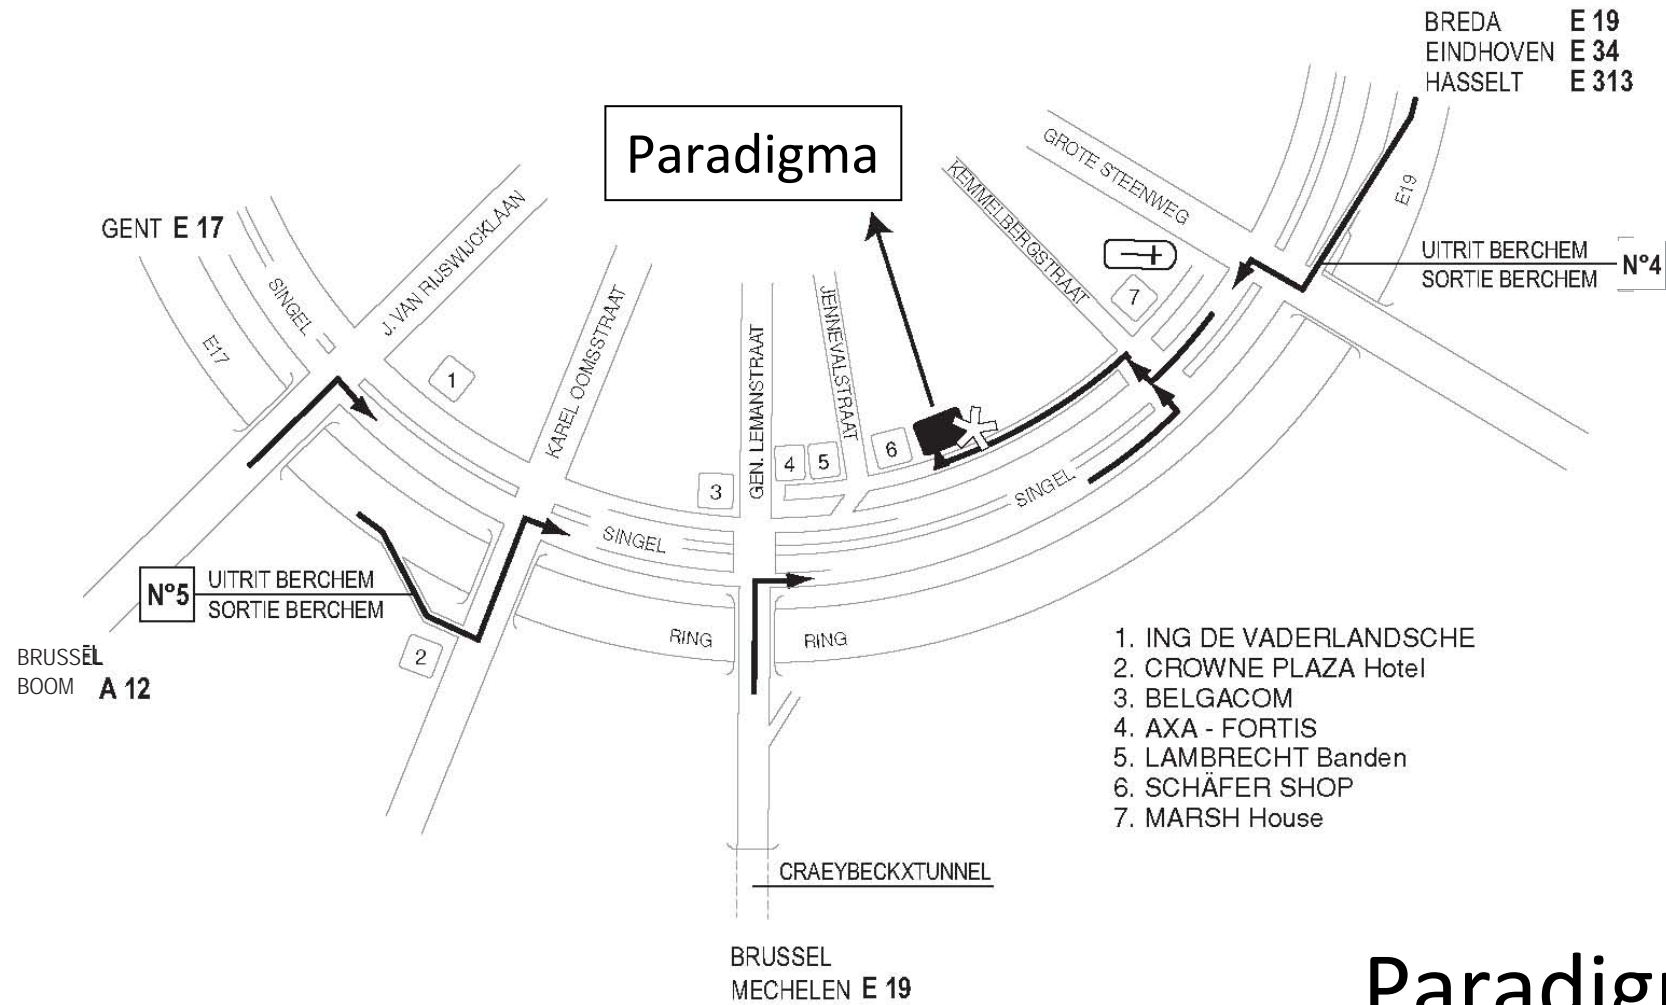 BREDA E 19
EINDHOVEN E 34
HASSELT E 313
Paradigma
GROTE STEENWEG
KEMMELBERGSTRAAT
E19
J. VAN RIJSWIJCKLAAN
GENT E 17
UITRIT BERCHEM
SORTIE BERCHEM
N°4
SINGEL
E17
KAREL OOMSSTRAAT
GEN. LEMANSTRAAT
JENNEVALSTRAAT
7
1
6
4
5
3
SINGEL
SINGEL
N°5
UITRIT BERCHEM
SORTIE BERCHEM
2
RING
RING
BRUSSEL
BOOM A 12
1. ING DE VADERLANDSCHE
2. CROWNE PLAZA Hotel
3. BELGACOM
4. AXA - FORTIS
5. LAMBRECHT Banden
6. SCHÄFER SHOP
7. MARSH House
CRAEYBECKXTUNNEL
BRUSSEL
MECHELEN E 19